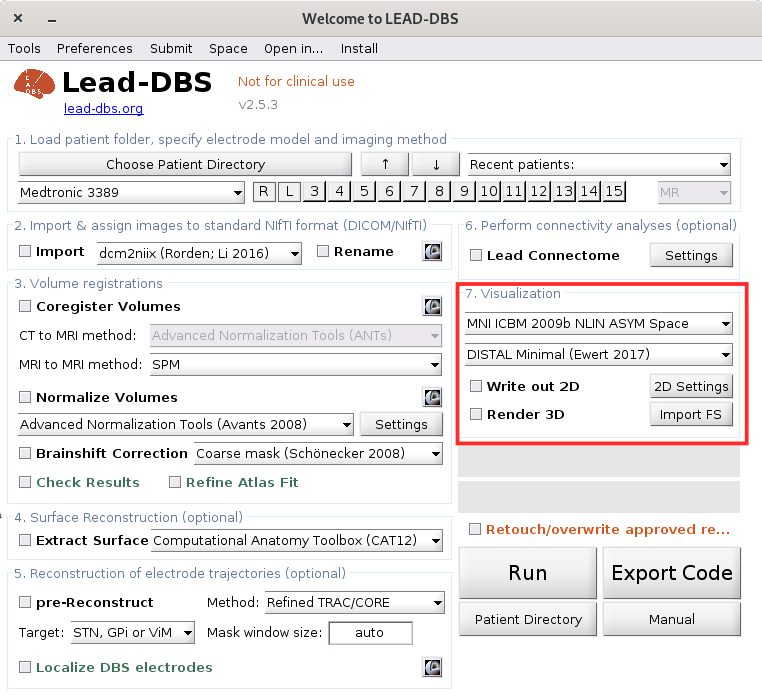 Welcome to LEAD-DBS
Tools Preferences Submit Space Open in... Install
Lead-DBS
lead-dbs.org
Not for clinical use
v2.5.3
1. Load patient folder, specify electrode model and imaging method
Choose Patient Directory ↑ ↓ Recent patients:
Medtronic 3389 R L 3 4 5 6 7 8 9 10 11 12 13 14 15 MR
2. Import & assign images to standard NIfTI format (DICOM/NIfTI)
Import dcm2niix (Rorden; Li 2016) Rename
3. Volume registrations
Coregister Volumes
CT to MRI method: Advanced Normalization Tools (ANTs)
MRI to MRI method: SPM
Normalize Volumes
Advanced Normalization Tools (Avants 2008) Settings
Brainshift Correction Coarse mask (Schönecker 2008)
Check Results Refine Atlas Fit
4. Surface Reconstruction (optional)
Extract Surface Computational Anatomy Toolbox (CAT12)
5. Reconstruction of electrode trajectories (optional)
pre-Reconstruct Method: Refined TRAC/CORE
Target: STN, GPi or ViM Mask window size: auto
Localize DBS electrodes
6. Perform connectivity analyses (optional)
Lead Connectome Settings
7. Visualization
MNI ICBM 2009b NLIN ASYM Space
DISTAL Minimal (Ewert 2017)
Write out 2D 2D Settings
Render 3D Import FS
Retouch/overwrite approved re...
Run Export Code
Patient Directory Manual